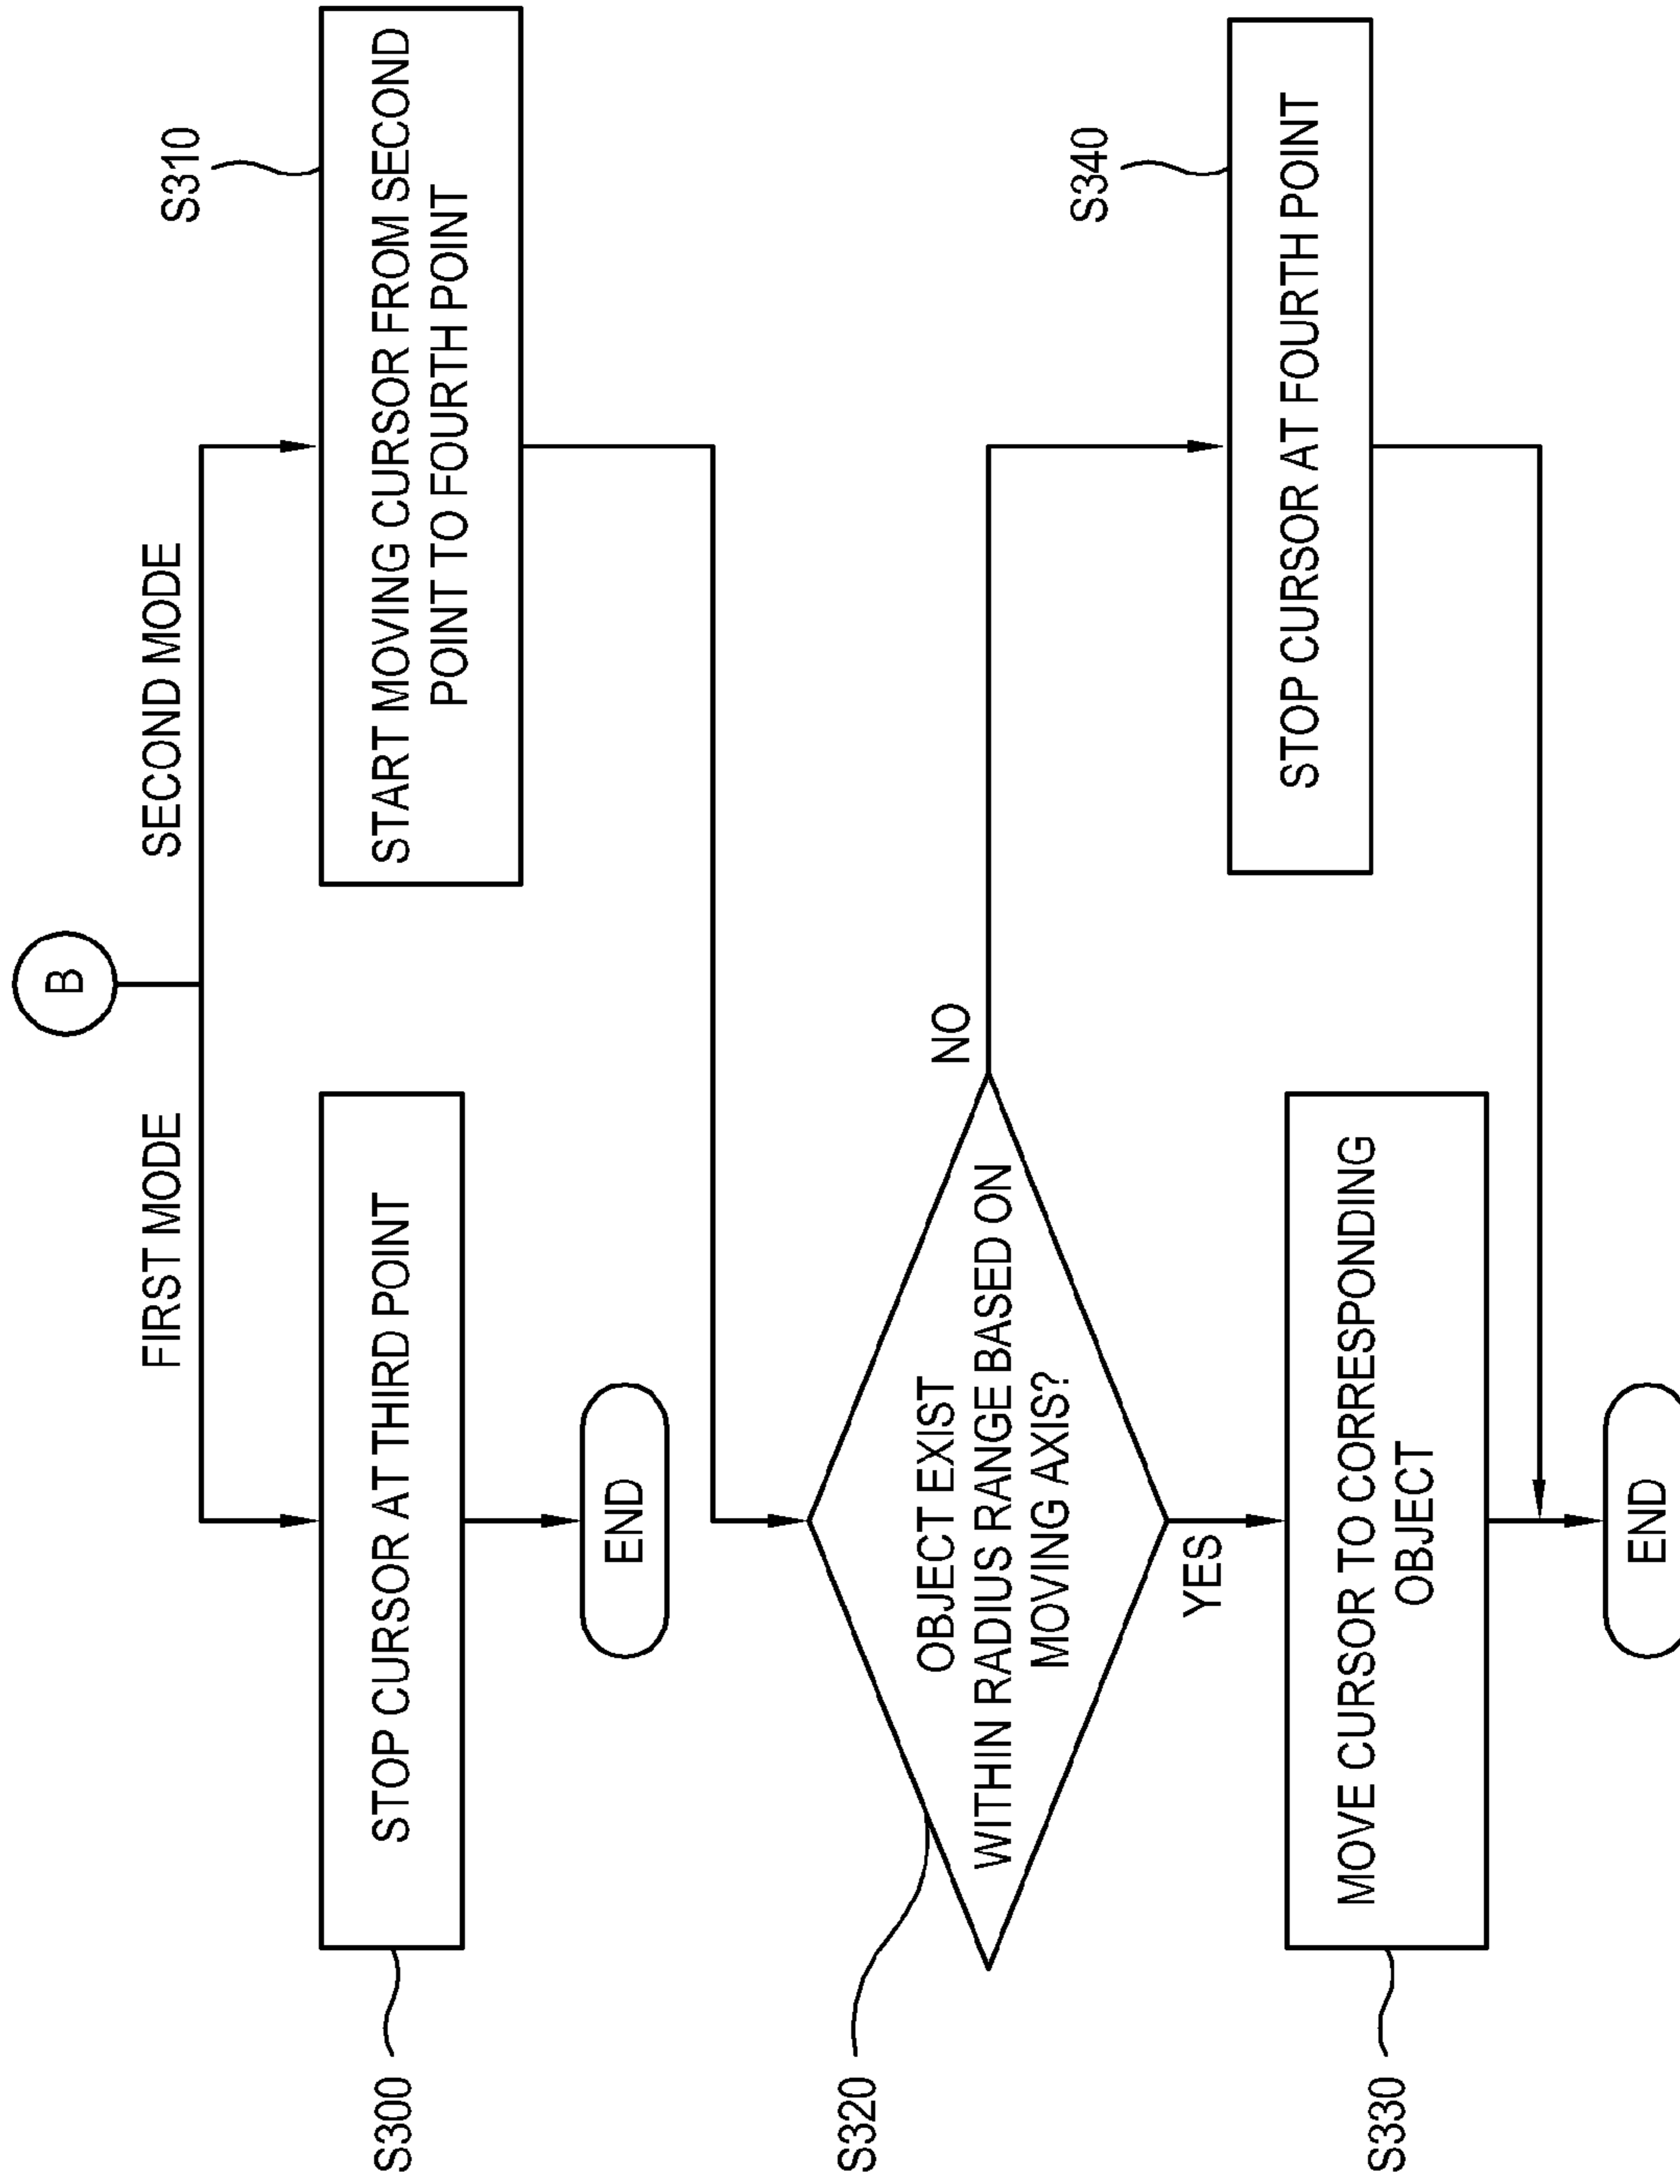 B
FIRST MODE
SECOND MODE
S300
STOP CURSOR AT THIRD POINT
S310
START MOVING CURSOR FROM SECOND
POINT TO FOURTH POINT
END
S320
OBJECT EXIST
WITHIN RADIUS RANGE BASED ON
MOVING AXIS?
NO
YES
S330
MOVE CURSOR TO CORRESPONDING
OBJECT
S340
STOP CURSOR AT FOURTH POINT
END